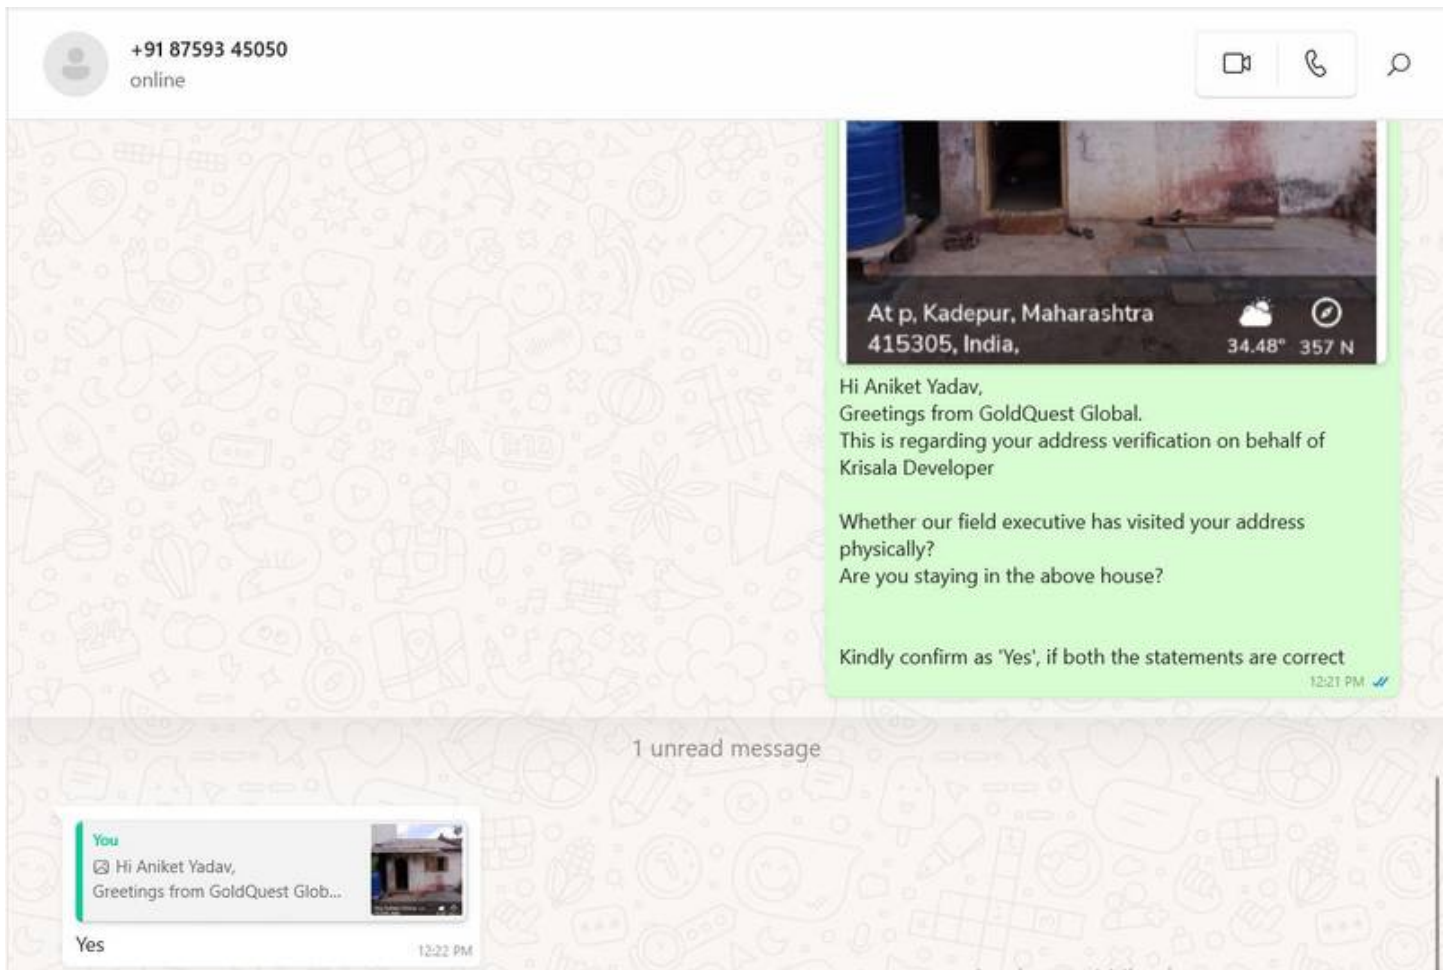 +91 87593 45050
online
At p, Kadepur, Maharashtra
415305, India,
34.48° 357 N
Hi Aniket Yadav,
Greetings from GoldQuest Global.
This is regarding your address verification on behalf of
Krisala Developer
Whether our field executive has visited your address
physically?
Are you staying in the above house?
Kindly confirm as 'Yes', if both the statements are correct
12:21 PM
1 unread message
You
Hi Aniket Yadav,
Greetings from GoldQuest Glob...
Yes
12:22 PM